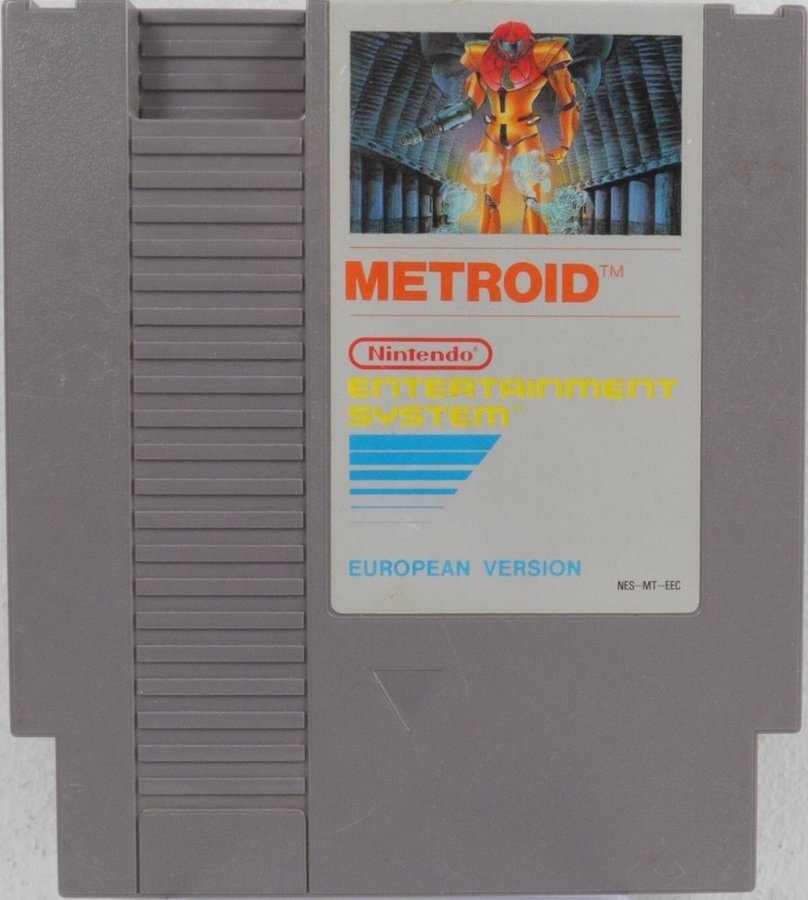 METROID™
Nintendo®
ENTERTAINMENT
SYSTEM™
EUROPEAN VERSION
NES-MT-EEC